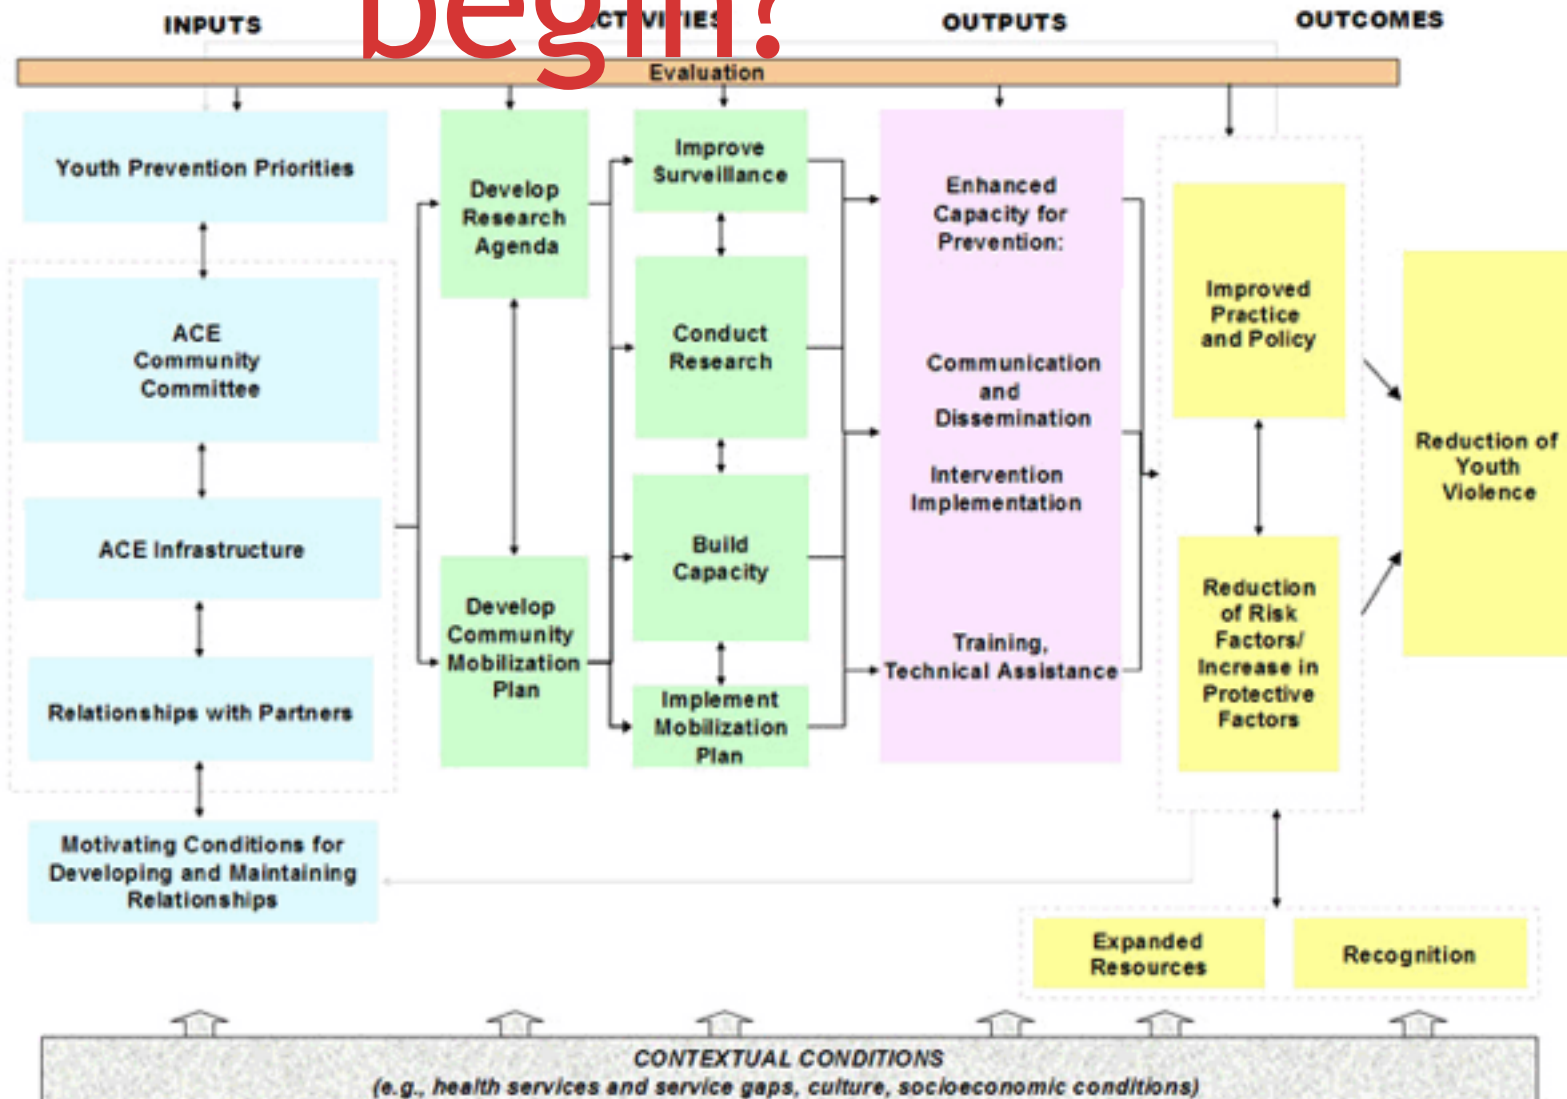 begin?
INPUTS
ACTIVITIES
OUTPUTS
OUTCOMES
Evaluation
Youth Prevention Priorities
ACE
Community
Committee
ACE Infrastructure
Relationships with Partners
Motivating Conditions for
Developing and Maintaining
Relationships
Develop
Research
Agenda
Develop
Community
Mobilization
Plan
Improve
Surveillance
Conduct
Research
Build
Capacity
Implement
Mobilization
Plan
Enhanced
Capacity for
Prevention:
Communication
and
Dissemination
Intervention
Implementation
Training,
Technical Assistance
Improved
Practice
and Policy
Reduction
of Risk
Factors/
Increase in
Protective
Factors
Reduction of
Youth
Violence
Expanded
Resources
Recognition
CONTEXTUAL CONDITIONS
(e.g., health services and service gaps, culture, socioeconomic conditions)